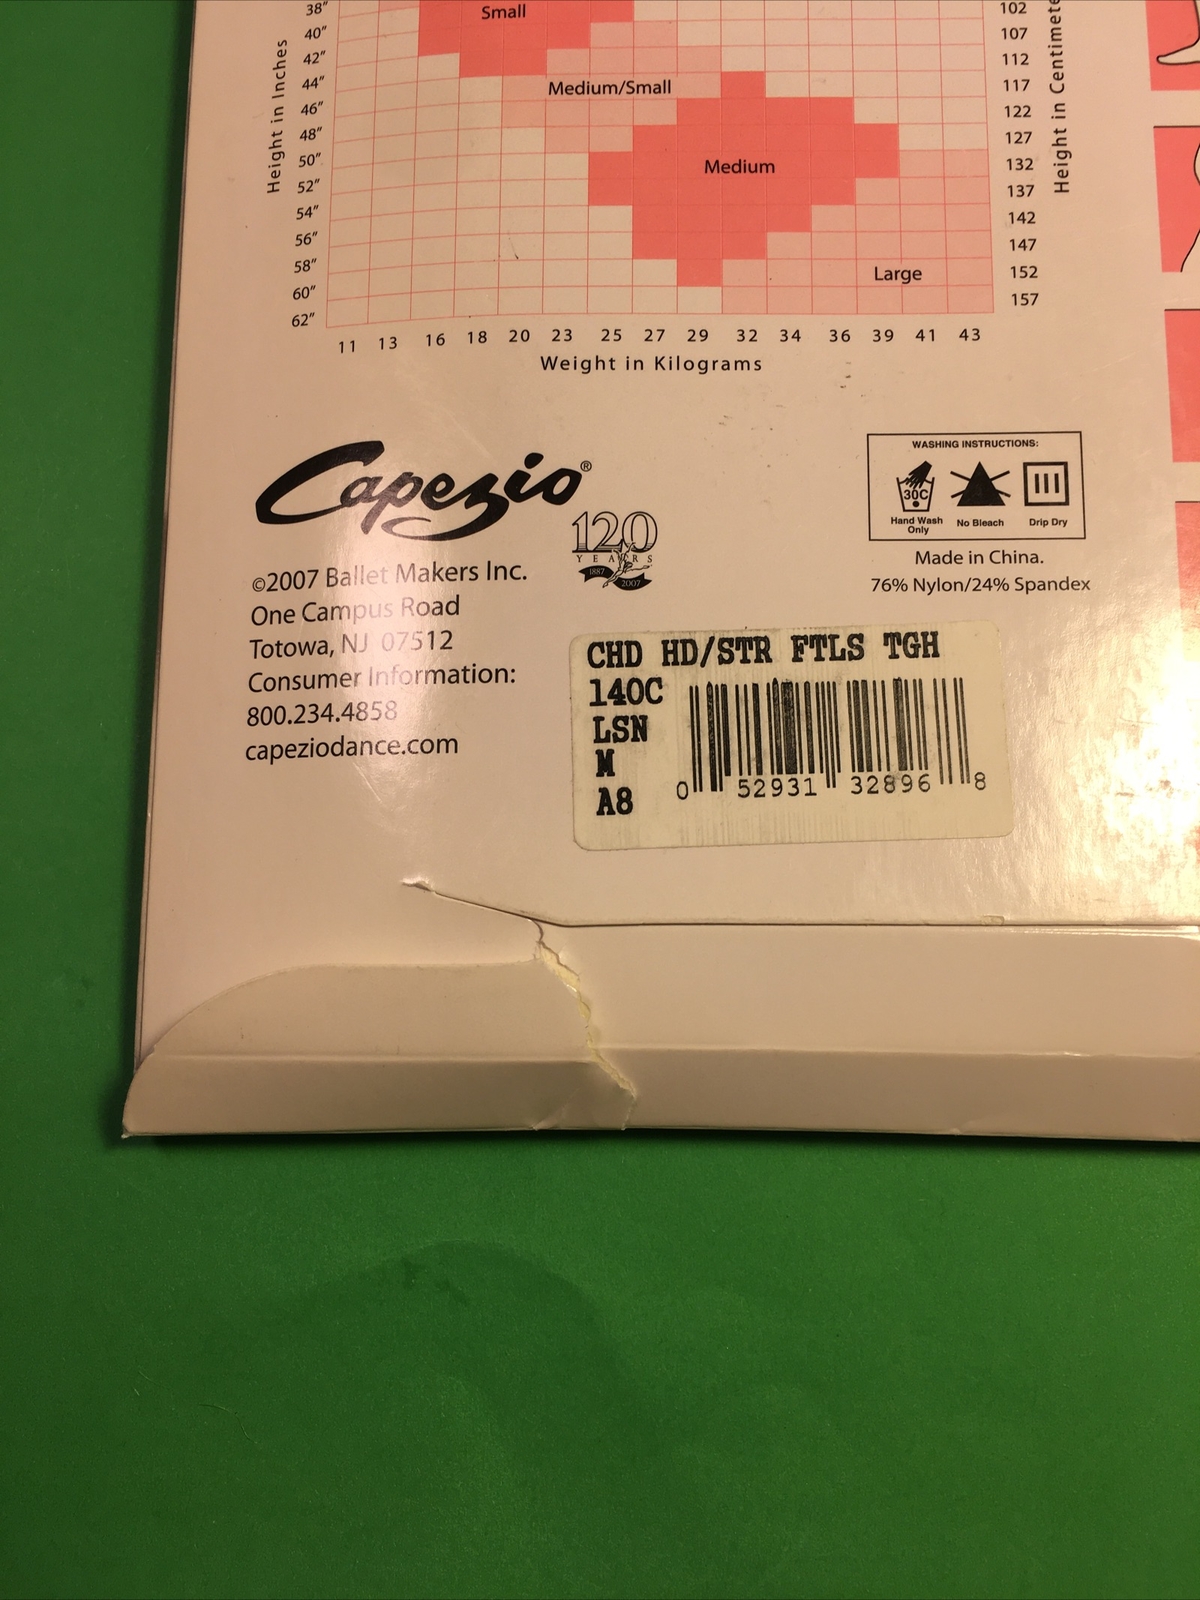 Height in Inches
38"
40"
42"
44"
46"
48"
50"
52"
54"
56"
58"
60"
62"
Small
Medium/Small
Medium
Large
102
107
112
117
122
127
132
137
142
147
152
157
Height in Centimete
11 13 16 18 20 23 25 27 29 32 34 36 39 41 43
Weight in Kilograms
Capezio®
120
YEARS
1887 2007
©2007 Ballet Makers Inc.
One Campus Road
Totowa, NJ 07512
Consumer Information:
800.234.4858
capeziodance.com
WASHING INSTRUCTIONS:
30C
Hand Wash
Only
No Bleach
Drip Dry
Made in China.
76% Nylon/24% Spandex
CHD HD/STR FTLS TGH
140C
LSN
M
A8
0 52931 32896 8